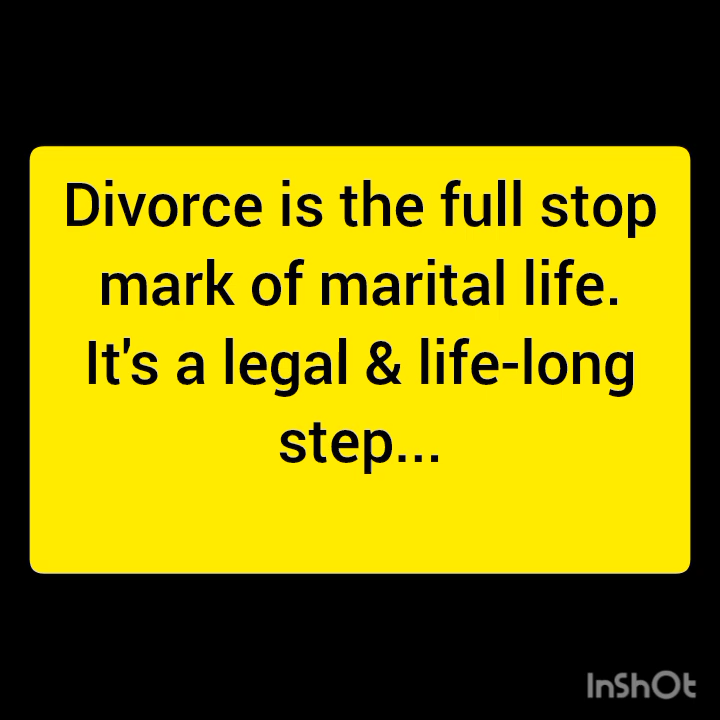 Divorce is the full stop
mark of marital life.
It's a legal & life-long
step...
InShOt